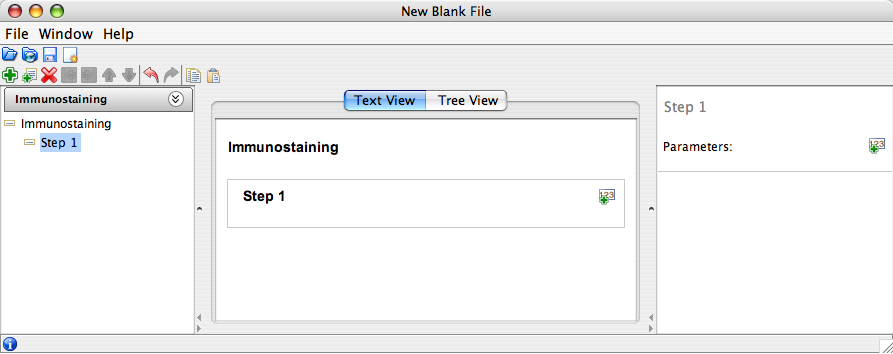 New Blank File
File Window Help
Immunostaining
Immunostaining
Step 1
Text View Tree View
Immunostaining
Step 1
123
Step 1
Parameters:
123